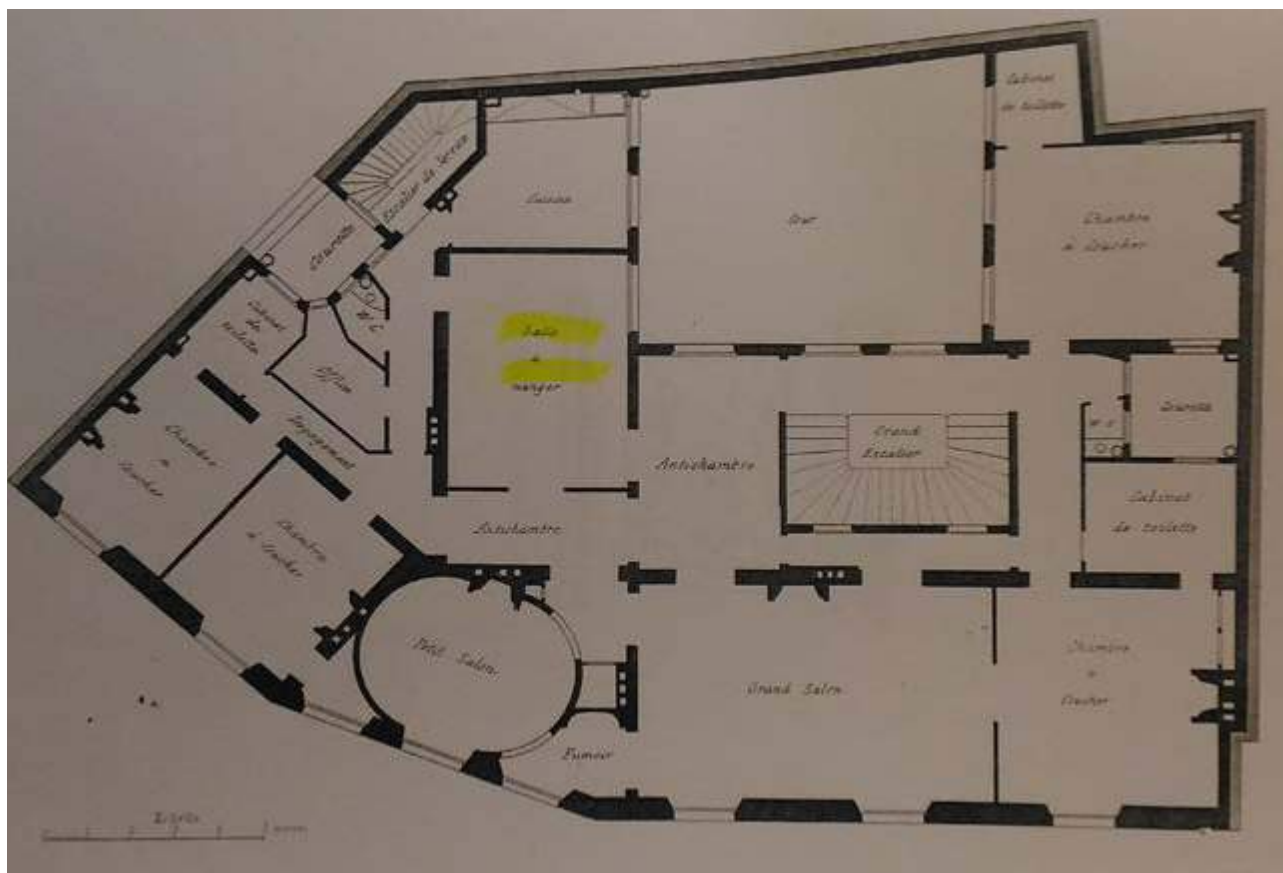 Cabinet
de toilette
Escalier de Service
Cuisine
Cour
Chambre
à Coucher
Courette
W.C
Cabinet
de
toilette
Office
Salle
à
manger
Dégagement
Chambre
à
Coucher
Chambre
à Coucher
Antichambre
Antichambre
Grand
Escalier
W.C
Courette
Cabinet
de toilette
Petit Salon
Fumoir
Grand Salon
Chambre
à
Coucher
Echelle